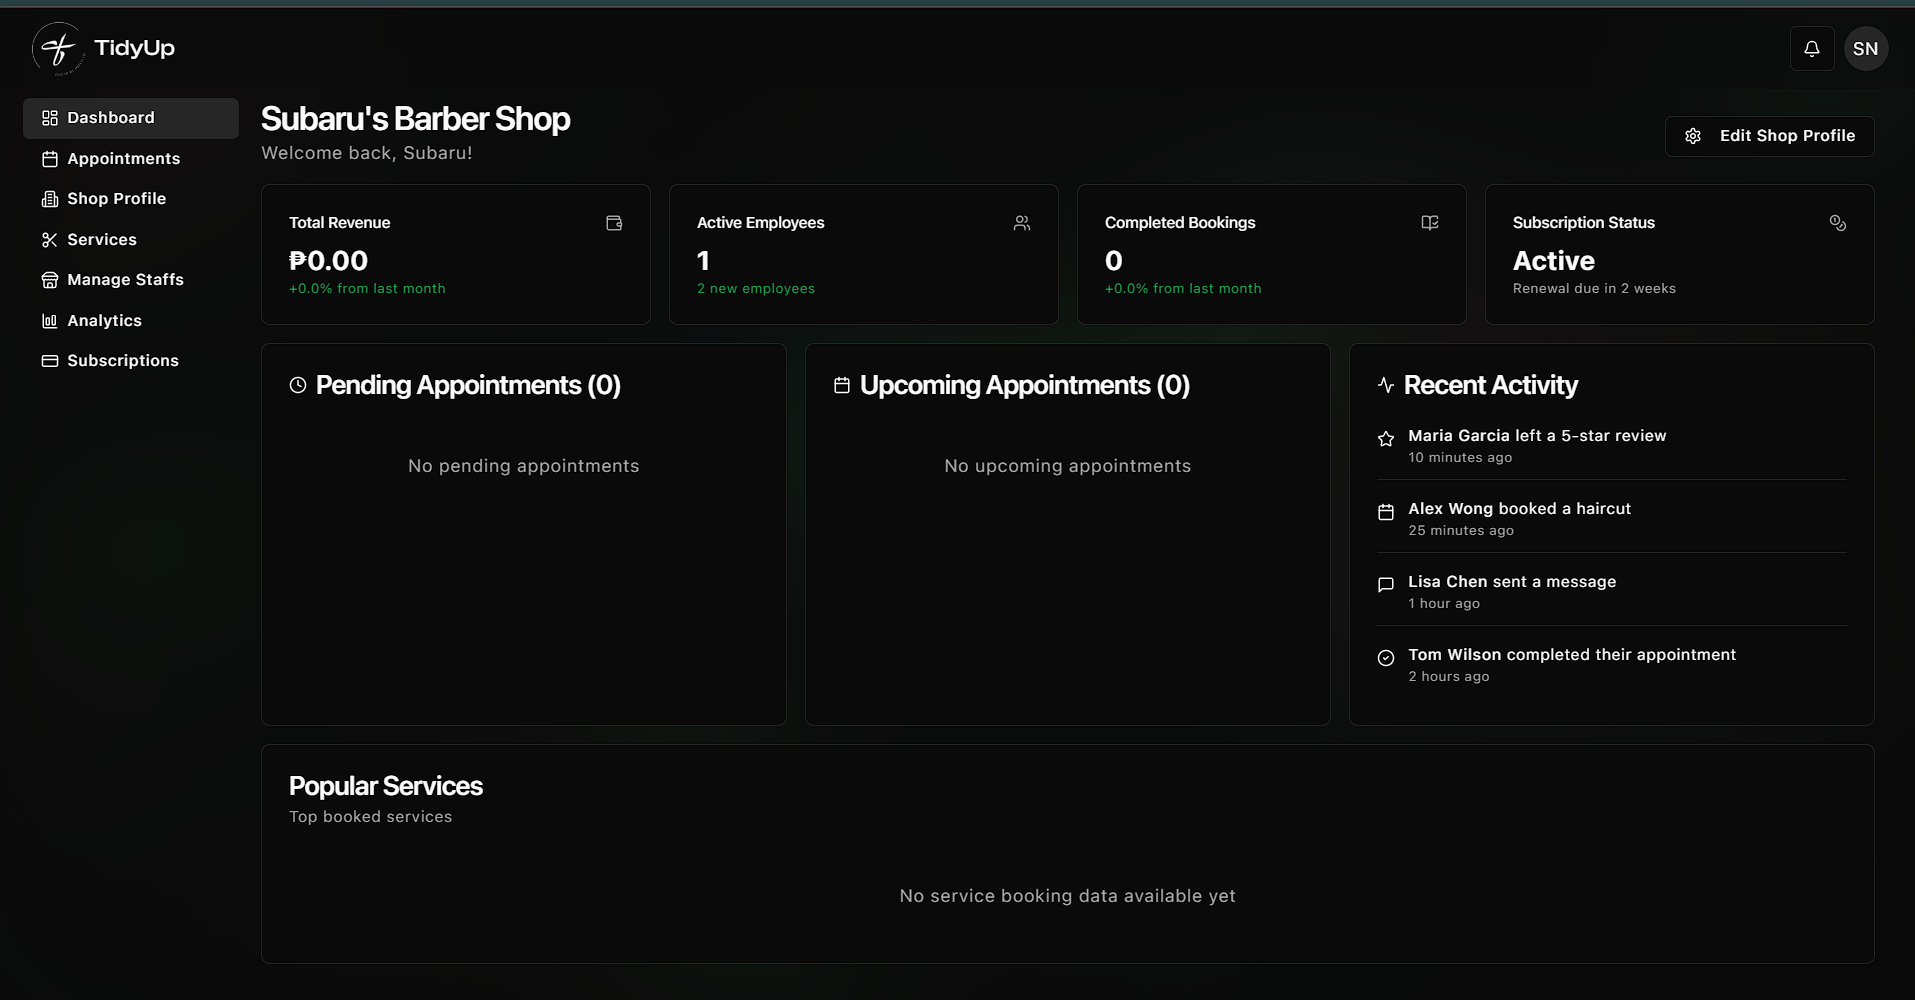 TidyUp
SN
Dashboard
Appointments
Shop Profile
Services
Manage Staffs
Analytics
Subscriptions
Subaru's Barber Shop
Welcome back, Subaru!
Edit Shop Profile
Total Revenue
₱0.00
+0.0% from last month
Active Employees
1
2 new employees
Completed Bookings
0
+0.0% from last month
Subscription Status
Active
Renewal due in 2 weeks
Pending Appointments (0)
No pending appointments
Upcoming Appointments (0)
No upcoming appointments
Recent Activity
Maria Garcia left a 5-star review
10 minutes ago
Alex Wong booked a haircut
25 minutes ago
Lisa Chen sent a message
1 hour ago
Tom Wilson completed their appointment
2 hours ago
Popular Services
Top booked services
No service booking data available yet